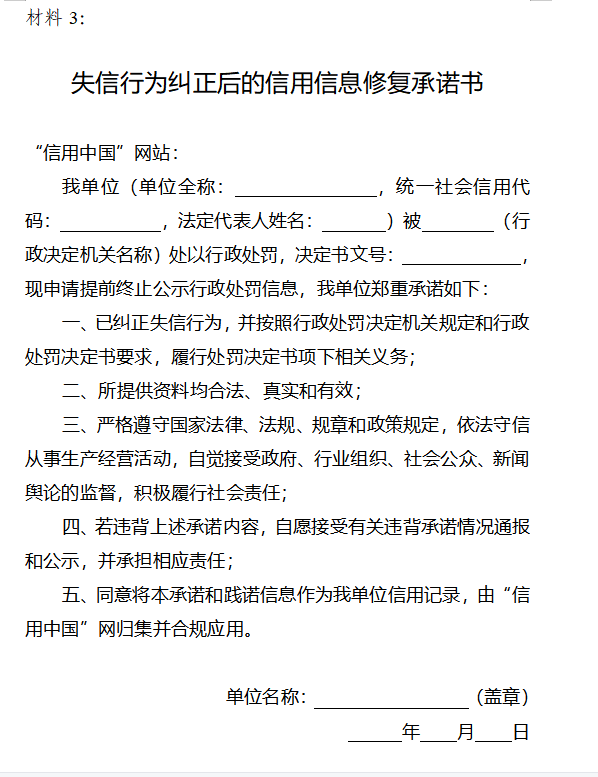 材料 3：
失信行为纠正后的信用信息修复承诺书
“信用中国”网站：
我单位（单位全称：________________，统一社会信用代
码：___________，法定代表人姓名：_______）被________（行
政决定机关名称）处以行政处罚，决定书文号：_____________，
现申请提前终止公示行政处罚信息，我单位郑重承诺如下：
一、已纠正失信行为，并按照行政处罚决定机关规定和行政
处罚决定书要求，履行处罚决定书项下相关义务；
二、所提供资料均合法、真实和有效；
三、严格遵守国家法律、法规、规章和政策规定，依法守信
从事生产经营活动，自觉接受政府、行业组织、社会公众、新闻
舆论的监督，积极履行社会责任；
四、若违背上述承诺内容，自愿接受有关违背承诺情况通报
和公示，并承担相应责任；
五、同意将本承诺和践诺信息作为我单位信用记录，由“信
用中国”网归集并合规应用。
单位名称：_________________（盖章）
______年____月____日